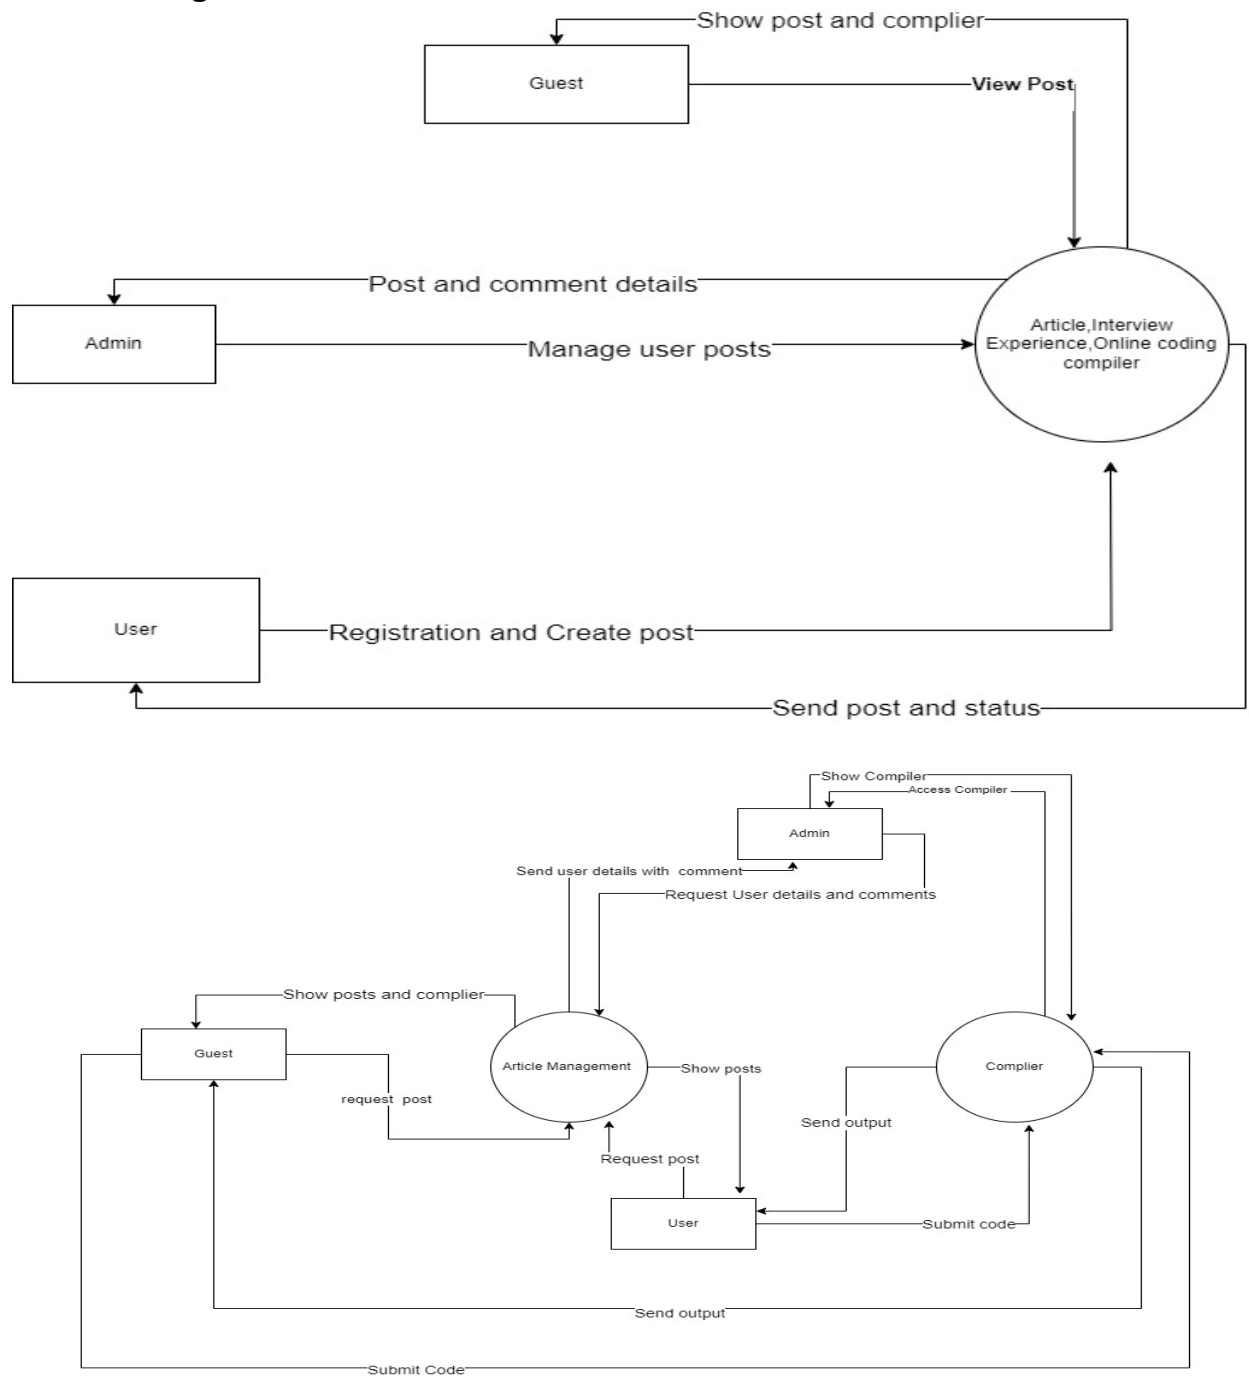 Show post and complier
Guest
View Post
Post and comment details
Admin
Manage user posts
Article,Interview
Experience,Online coding
compiler
User
Registration and Create post
Send post and status
Show Compiler
Access Compiler
Admin
Send user details with comment
Request User details and comments
Show posts and complier
Guest
Article Management
Show posts
Complier
request post
Send output
Request post
User
Submit code
Send output
Submit Code